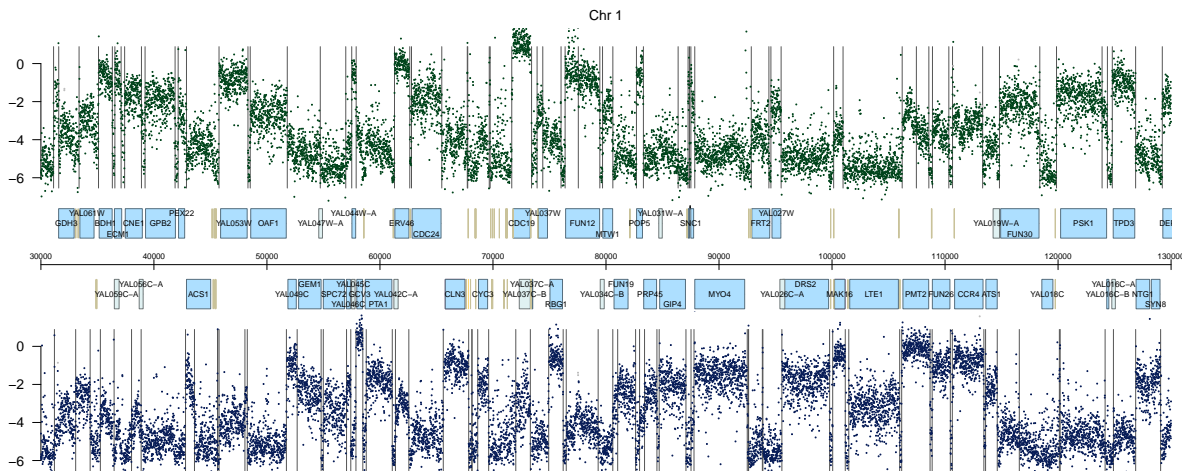 Chr 1
0
−2
−4
−6
YAL061W PEX22 YAL044W−A YAL037W YAL031W−A YAL027W
GDH3 BDH1 CNE1 GPB2 YAL053W OAF1 YAL047W−A ERV46 CDC19 FUN12 POP5 SNC1 FRT2 YAL019W−A PSK1 TPD3
ECM1 CDC24 MTW1 FUN30
30000 40000 50000 60000 70000 80000 90000 100000 110000 120000 130000
YAL056C−A GEM1 YAL045C YAL037C−A FUN19 DRS2 YAL016C−A
YAL059C−A ACS1 YAL049C SPC72 GCV3 YAL042C−A CLN3 CYC3 YAL037C−B YAL034C−B PRP45 MYO4 YAL026C−A MAK16 LTE1 PMT2 FUN26 CCR4 ATS1 YAL018C YAL016C−B NTG1
YAL046C PTA1 RBG1 GIP4 SYN8
0
−2
−4
−6